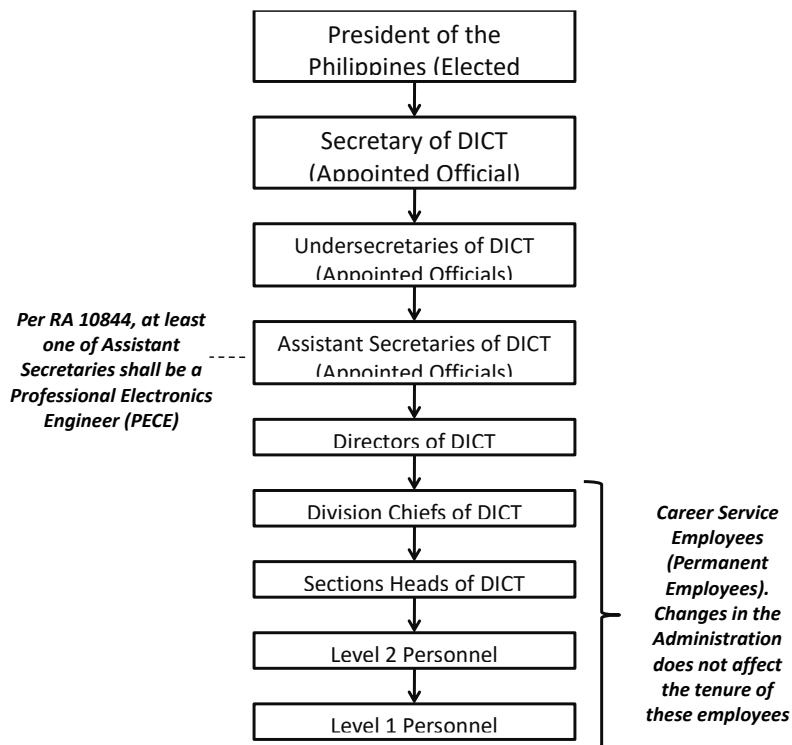 President of the
Philippines (Elected
Secretary of DICT
(Appointed Official)
Undersecretaries of DICT
(Appointed Officials)
Per RA 10844, at least
one of Assistant
Secretaries shall be a
Professional Electronics
Engineer (PECE)
Assistant Secretaries of DICT
(Appointed Officials)
Directors of DICT
Division Chiefs of DICT
Sections Heads of DICT
Level 2 Personnel
Level 1 Personnel
Career Service
Employees
(Permanent
Employees).
Changes in the
Administration
does not affect
the tenure of
these employees